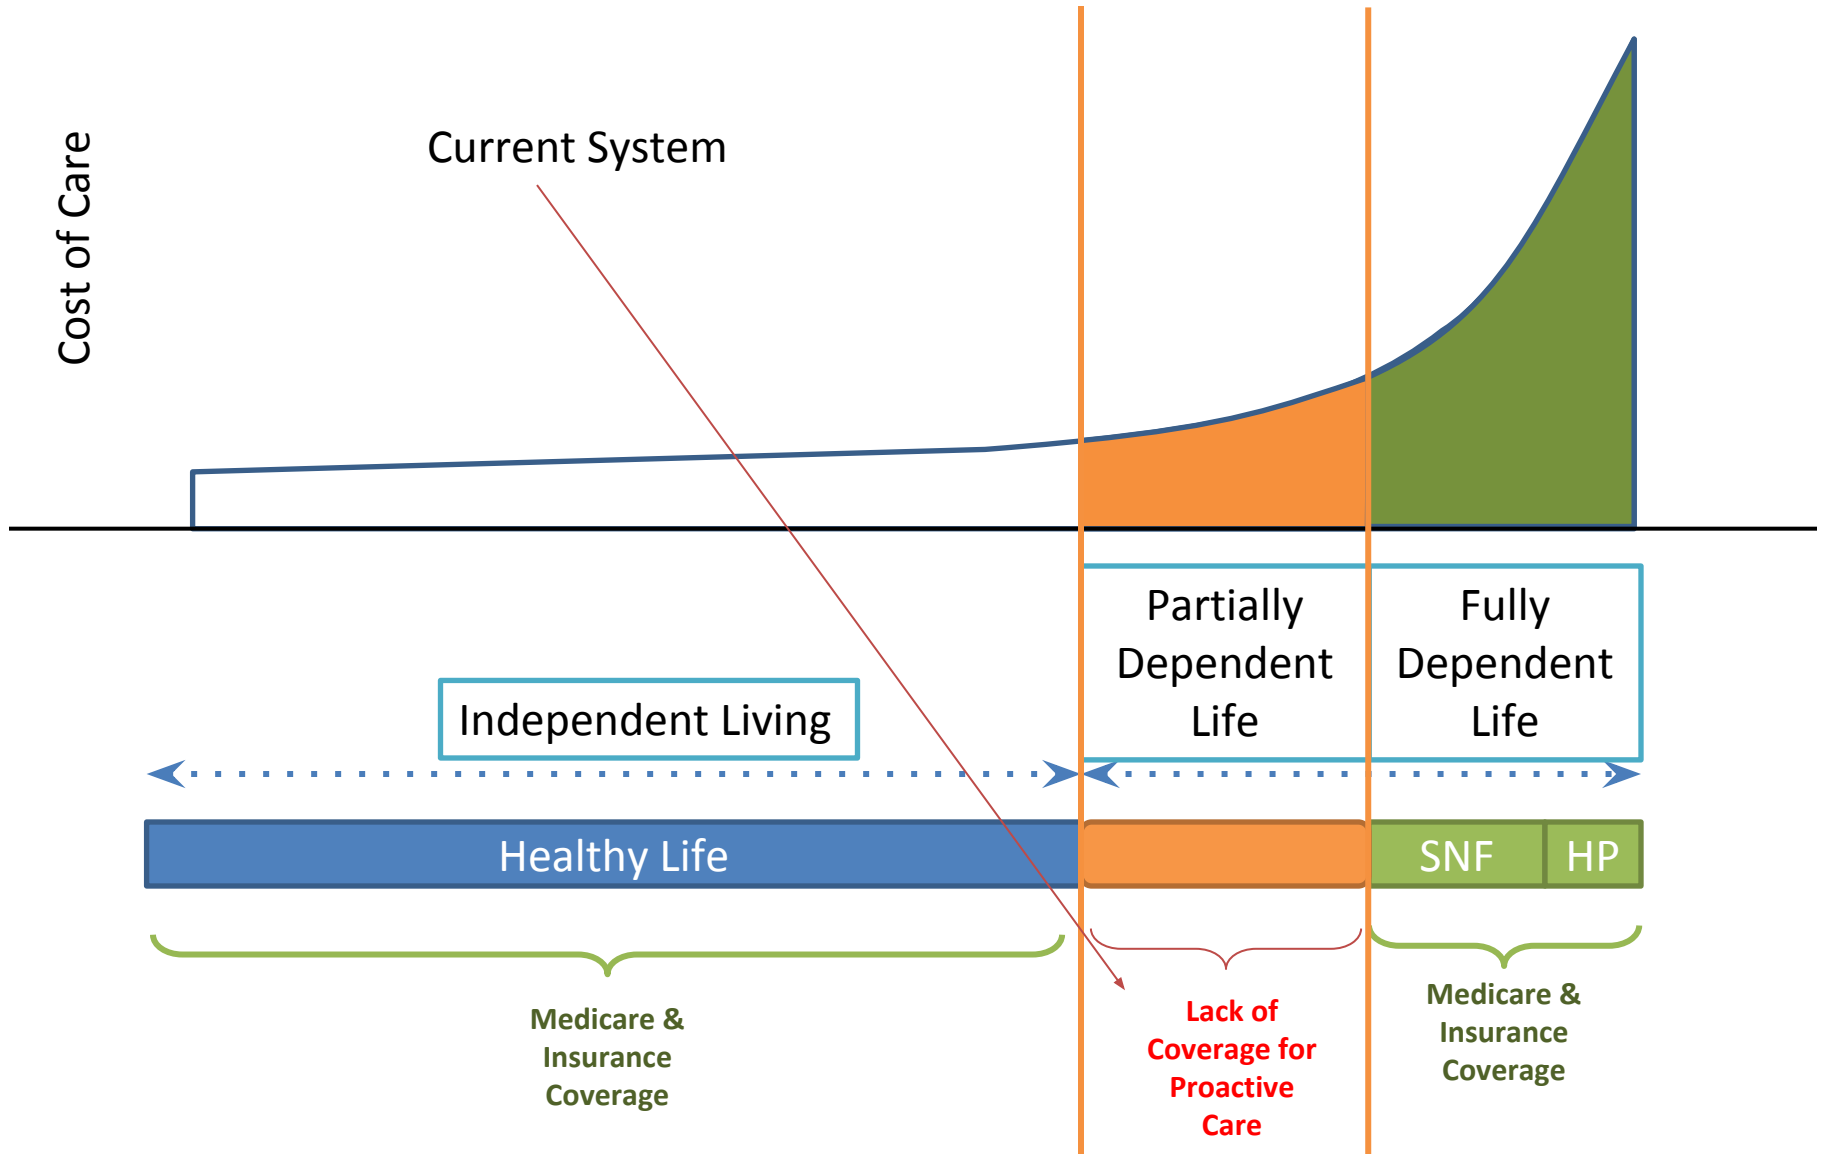 Cost of Care
Current System
Partially
Dependent
Life
Fully
Dependent
Life
Independent Living
Healthy Life
SNF
HP
Medicare &
Insurance
Coverage
Lack of
Coverage for
Proactive
Care
Medicare &
Insurance
Coverage